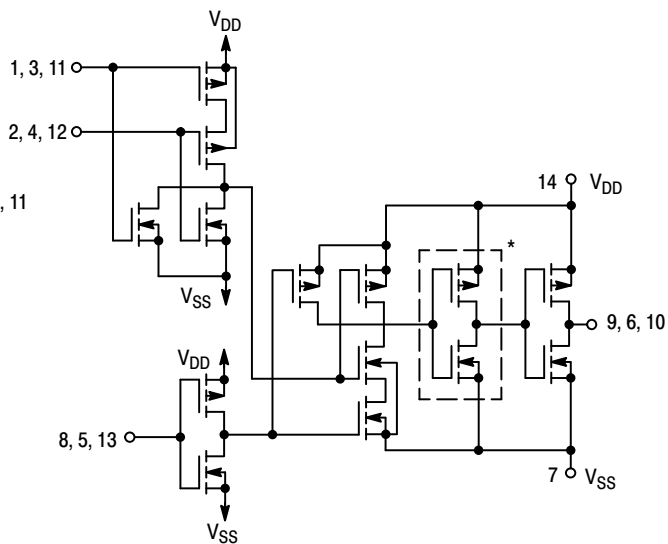 VDD
1, 3, 11
2, 4, 12
, 11
14 VDD
*
VSS
9, 6, 10
VDD
8, 5, 13
7 VSS
VSS